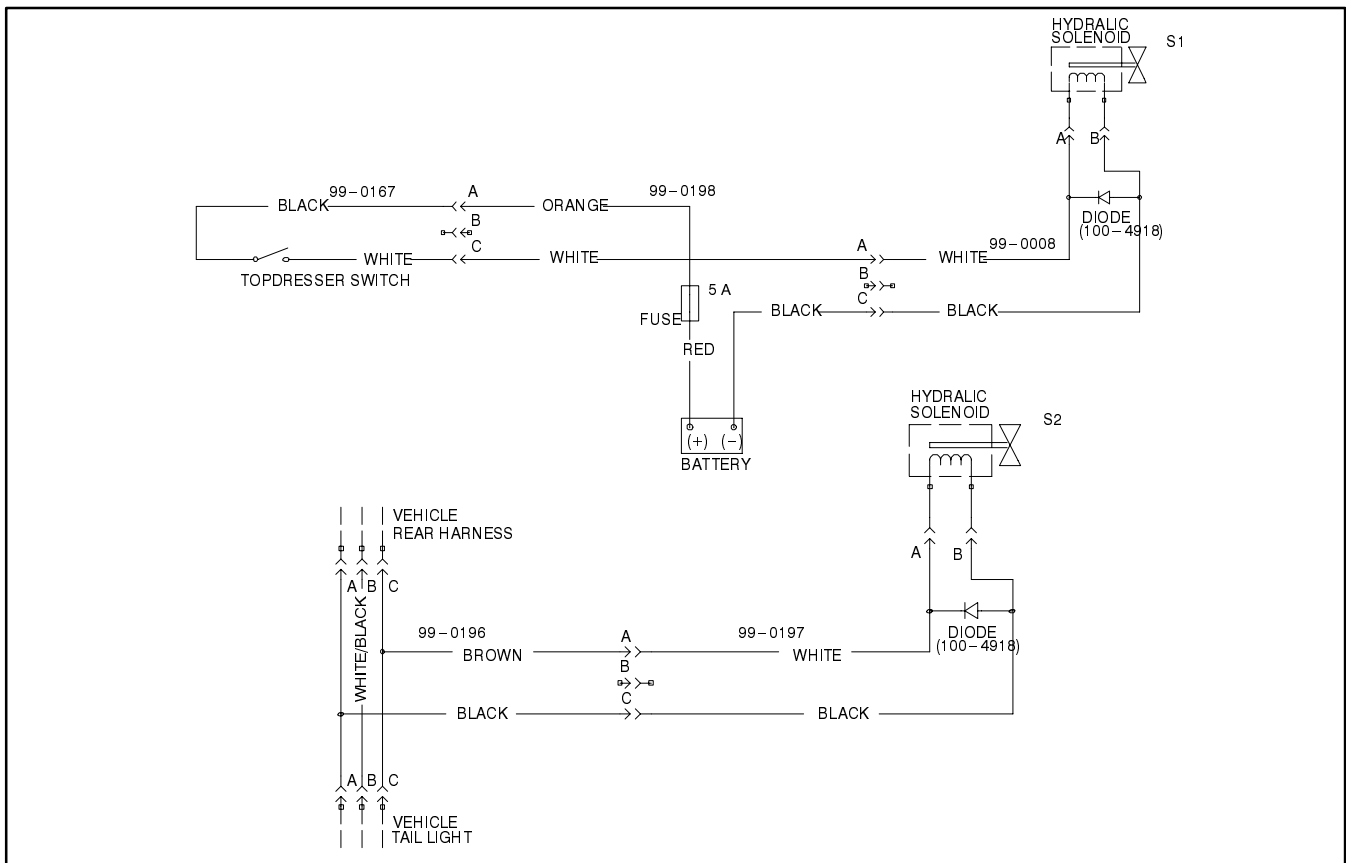 HYDRALIC
SOLENOID
S1
A
B
99-0167
A
99-0198
BLACK
ORANGE
B
DIODE
(100-4918)
C
A
99-0008
WHITE
WHITE
WHITE
TOPDRESSER SWITCH
B
5 A
C
FUSE
BLACK
BLACK
RED
HYDRALIC
SOLENOID
S2
(+)
(-)
BATTERY
VEHICLE
REAR HARNESS
A
B
A
B
C
WHITE/BLACK
99-0196
A
99-0197
DIODE
(100-4918)
BROWN
WHITE
B
C
BLACK
BLACK
A
B
C
VEHICLE
TAIL LIGHT